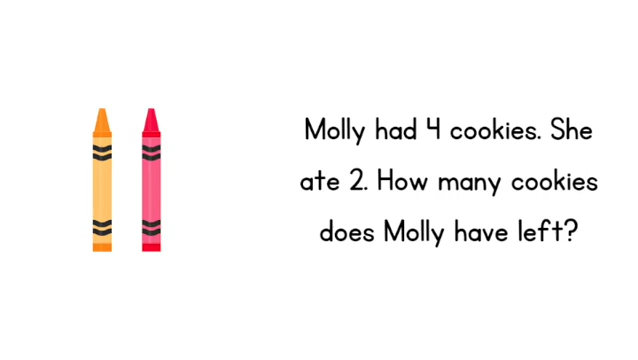 Molly had 4 cookies. She
ate 2. How many cookies
does Molly have left?